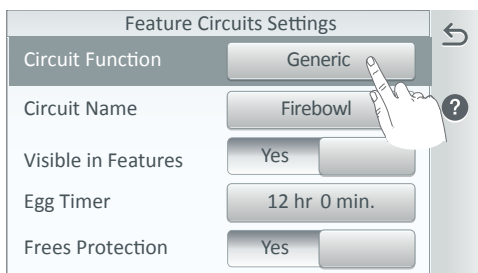 Feature Circuits Settings
Circuit Function Generic
Circuit Name Firebowl
?
Visible in Features Yes
Egg Timer 12 hr 0 min.
Frees Protection Yes